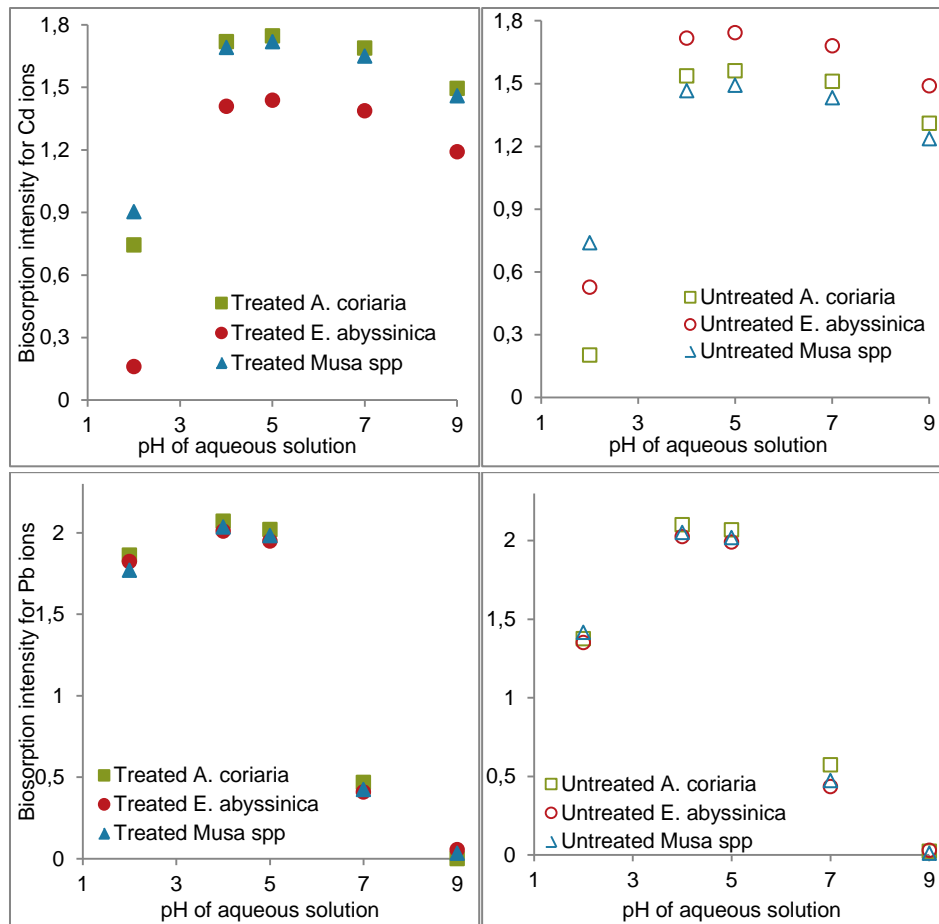 Biosorption intensity for Cd ions
1,8
1,5
1,2
0,9
0,6
0,3
0
Treated A. coriaria
Treated E. abyssinica
Treated Musa spp
1 3 5 7 9
pH of aqueous solution
1,8
1,5
1,2
0,9
0,6
0,3
0
Untreated A. coriaria
Untreated E. abyssinica
Untreated Musa spp
1 3 5 7 9
pH of aqueous solution
Biosorption intensity for Pb ions
2
1,5
1
0,5
0
Treated A. coriaria
Treated E. abyssinica
Treated Musa spp
1 3 5 7 9
pH of aqueous solution
2
1,5
1
0,5
0
Untreated A. coriaria
Untreated E. abyssinica
Untreated Musa spp
1 3 5 7 9
pH of aqueous solution